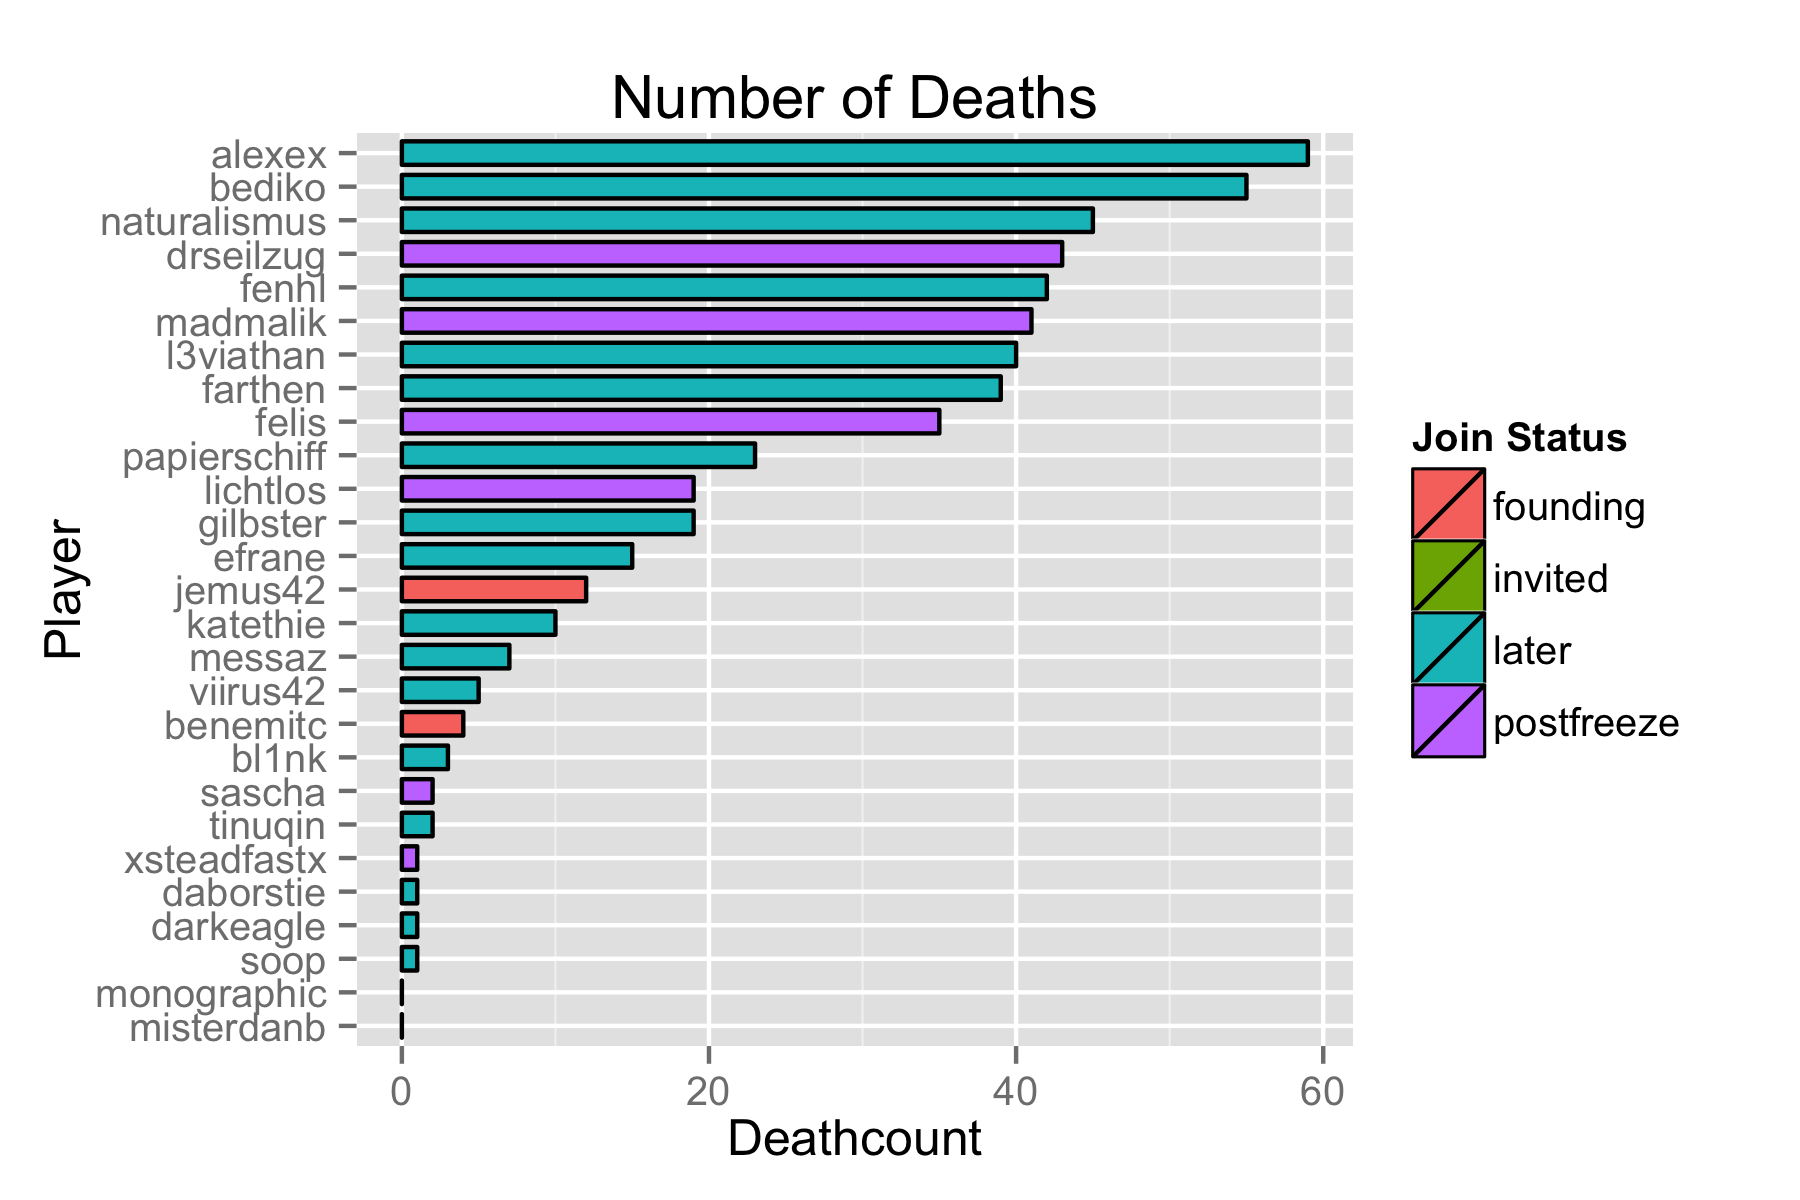 Number of Deaths
Player
alexex
bediko
naturalismus
drseilzug
fenhl
madmalik
l3viathan
farthen
felis
papierschiff
lichtlos
gilbster
efrane
jemus42
katethie
messaz
viirus42
benemitc
bl1nk
sascha
tinuqin
xsteadfastx
daborstie
darkeagle
soop
monographic
misterdanb
0 20 40 60
Deathcount
Join Status
founding
invited
later
postfreeze